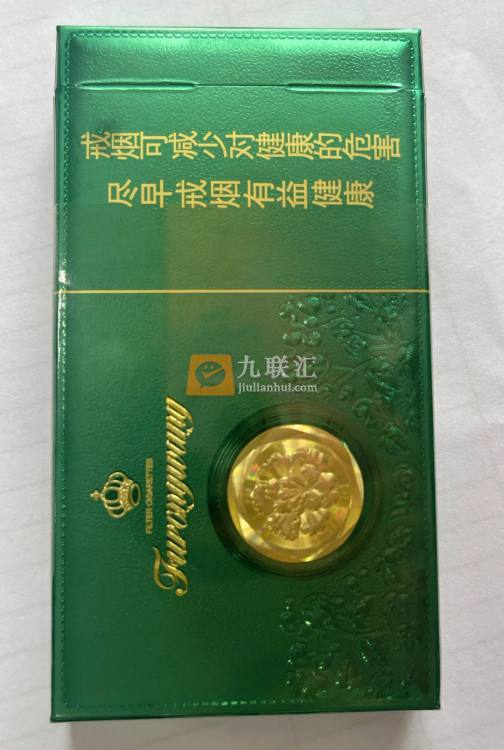 戒烟可减少对健康的危害
尽早戒烟有益健康
九联汇
jiulianhui.com
FILTER CIGARETTES
Furongwang